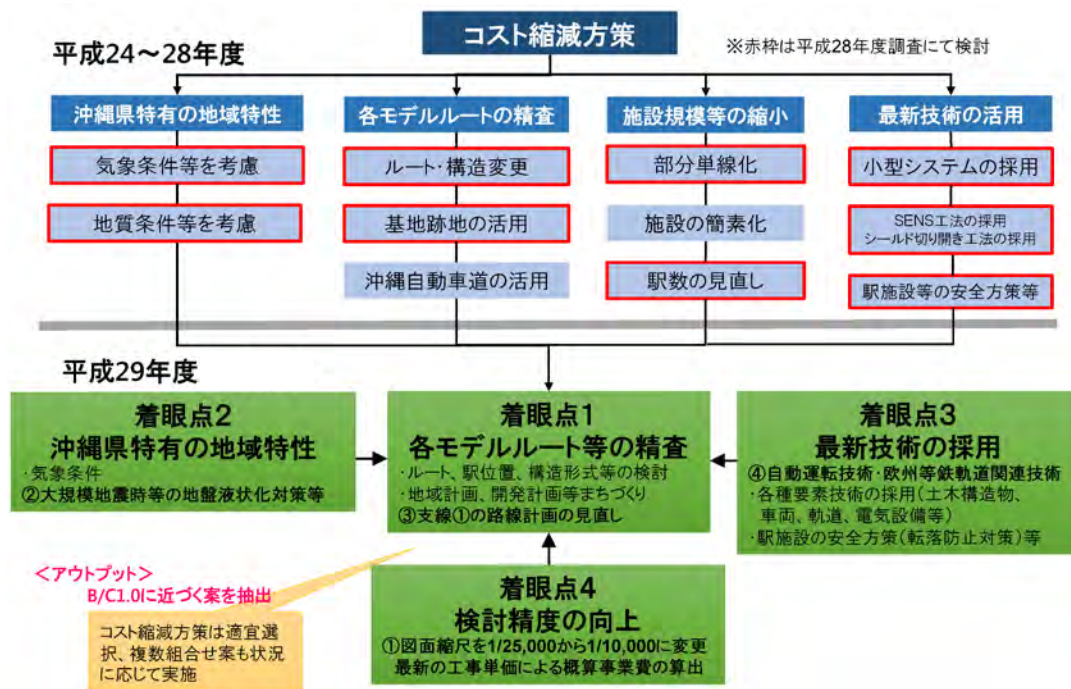 コスト縮減方策
平成24～28年度
※赤枠は平成28年度調査にて検討
沖縄県特有の地域特性
気象条件等を考慮
地質条件等を考慮
各モデルルートの精査
ルート・構造変更
基地跡地の活用
沖縄自動車道の活用
施設規模等の縮小
部分単線化
施設の簡素化
駅数の見直し
最新技術の活用
小型システムの採用
SENS工法の採用
シールド切り開き工法の採用
駅施設等の安全方策等
平成29年度
着眼点2
沖縄県特有の地域特性
・気象条件
②大規模地震時等の地盤液状化対策等
着眼点1
各モデルルート等の精査
・ルート、駅位置、構造形式等の検討
・地域計画、開発計画等まちづくり
③支線①の路線計画の見直し
着眼点3
最新技術の採用
④自動運転技術・欧州等鉄軌道関連技術
・各種要素技術の採用(土木構造物、
車両、軌道、電気設備等)
・駅施設の安全方策(転落防止対策)等
＜アウトプット＞
B/C1.0に近づく案を抽出
コスト縮減方策は適宜選
択、複数組合せ案も状況
に応じて実施
着眼点4
検討精度の向上
①図面縮尺を1/25,000から1/10,000に変更
最新の工事単価による概算事業費の算出